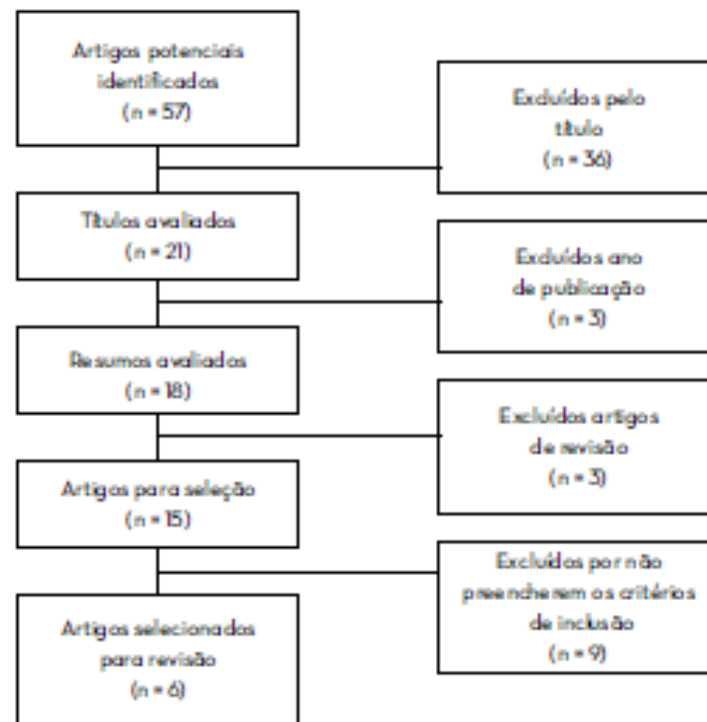 Artigos potenciais
identificados
(n = 57)
Excluídos pelo
título
(n = 36)
Títulos avaliados
(n = 21)
Excluídos ano
de publicação
(n = 3)
Resumos avaliados
(n = 18)
Excluídos artigos
de revisão
(n = 3)
Artigos para seleção
(n = 15)
Excluídos por não
preencherem os critérios
de inclusão
(n = 9)
Artigos selecionados
para revisão
(n = 6)